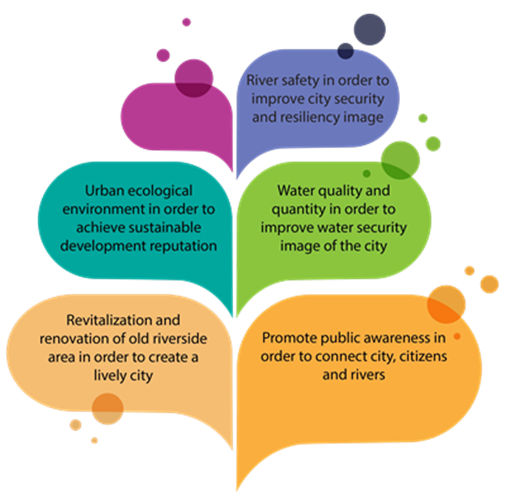 River safety in order to
improve city security
and resiliency image
Urban ecological
environment in order to
achieve sustainable
development reputation
Water quality and
quantity in order to
improve water security
image of the city
Revitalization and
renovation of old riverside
area in order to create a
lively city
Promote public awareness in
order to connect city, citizens
and rivers